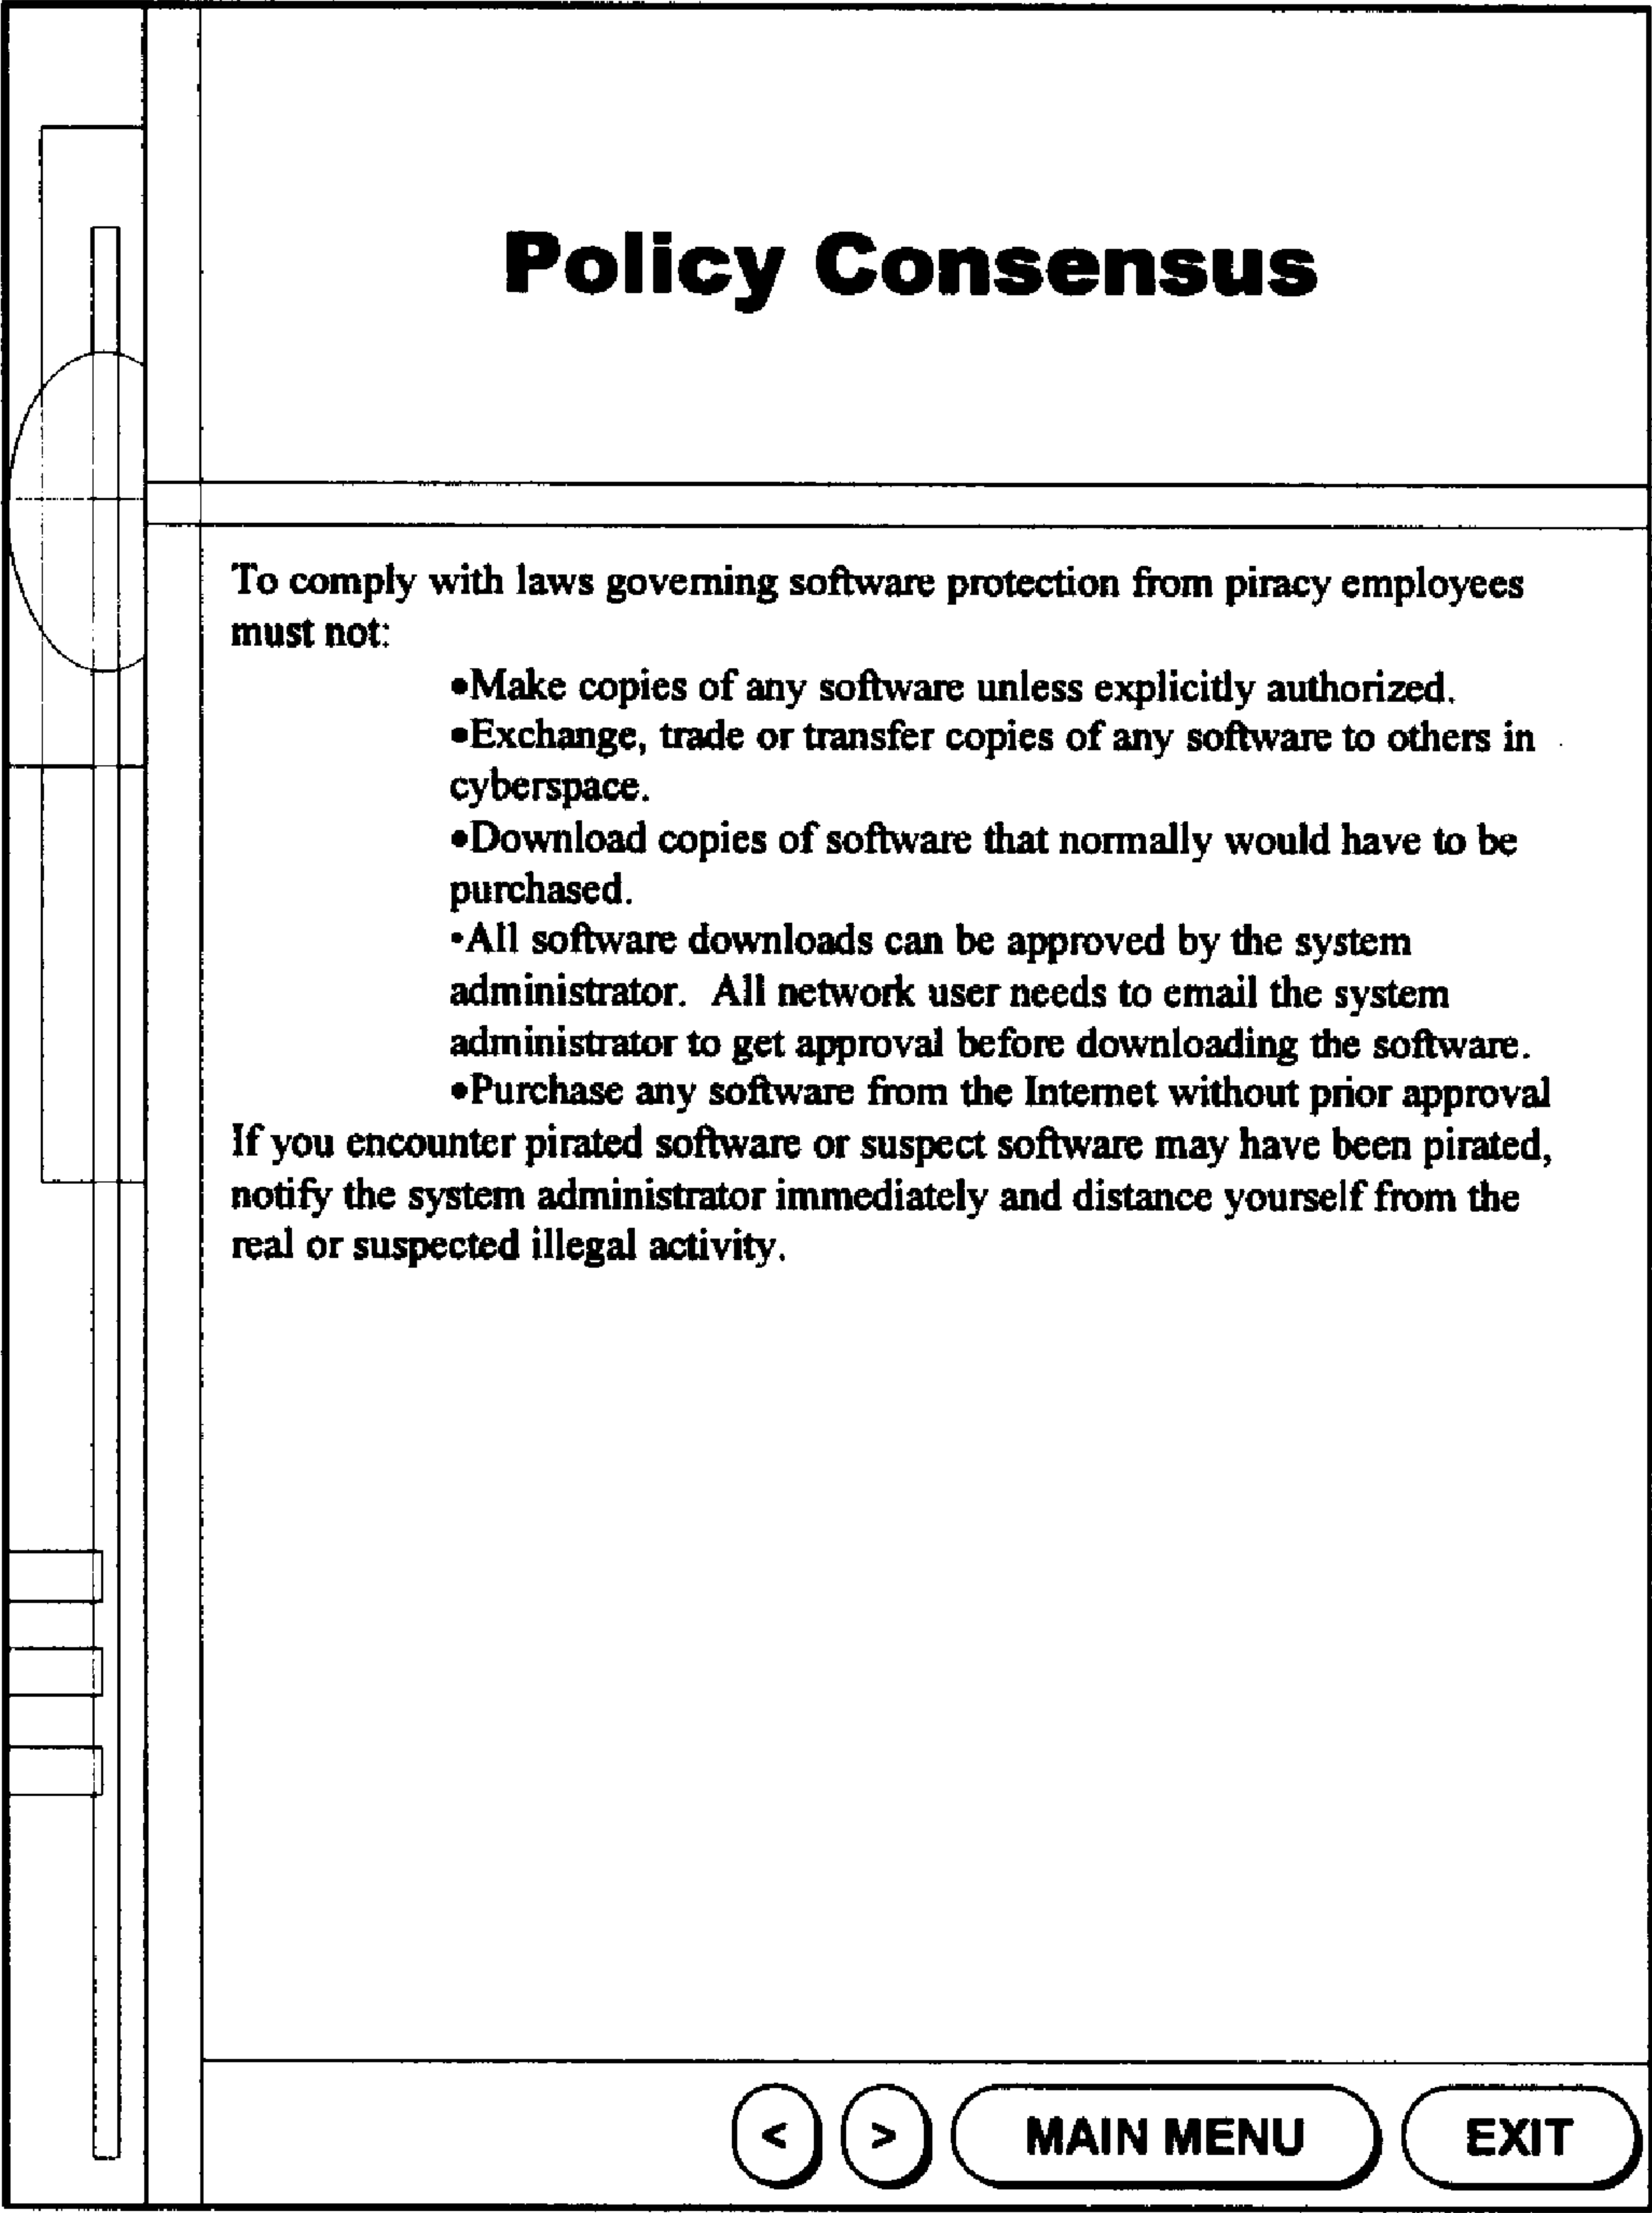 Policy Consensus
To comply with laws governing software protection from piracy employees
must not:
•Make copies of any software unless explicitly authorized.
•Exchange, trade or transfer copies of any software to others in
cyberspace.
•Download copies of software that normally would have to be
purchased.
•All software downloads can be approved by the system
administrator.  All network user needs to email the system
administrator to get approval before downloading the software.
•Purchase any software from the Internet without prior approval
If you encounter pirated software or suspect software may have been pirated,
notify the system administrator immediately and distance yourself from the
real or suspected illegal activity.
< > MAIN MENU EXIT